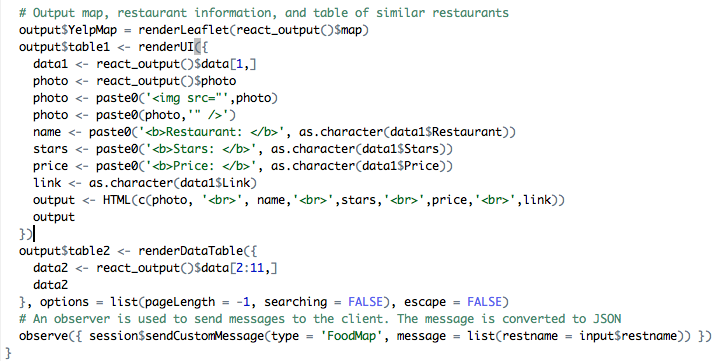 # Output map, restaurant information, and table of similar restaurants
output$YelpMap = renderLeaflet(react_output()$map)
output$table1 <- renderUI({
data1 <- react_output()$data[1,]
photo <- react_output()$photo
photo <- paste0('<img src="',photo)
photo <- paste0(photo,'" />')
name <- paste0('<b>Restaurant: </b>', as.character(data1$Restaurant))
stars <- paste0('<b>Stars: </b>', as.character(data1$Stars))
price <- paste0('<b>Price: </b>', as.character(data1$Price))
link <- as.character(data1$Link)
output <- HTML(c(photo, '<br>', name,'<br>',stars,'<br>',price,'<br>',link))
output
})
output$table2 <- renderDataTable({
data2 <- react_output()$data[2:11,]
data2
}, options = list(pageLength = -1, searching = FALSE), escape = FALSE)
# An observer is used to send messages to the client. The message is converted to JSON
observe({ session$sendCustomMessage(type = 'FoodMap', message = list(restname = input$restname)) })
}